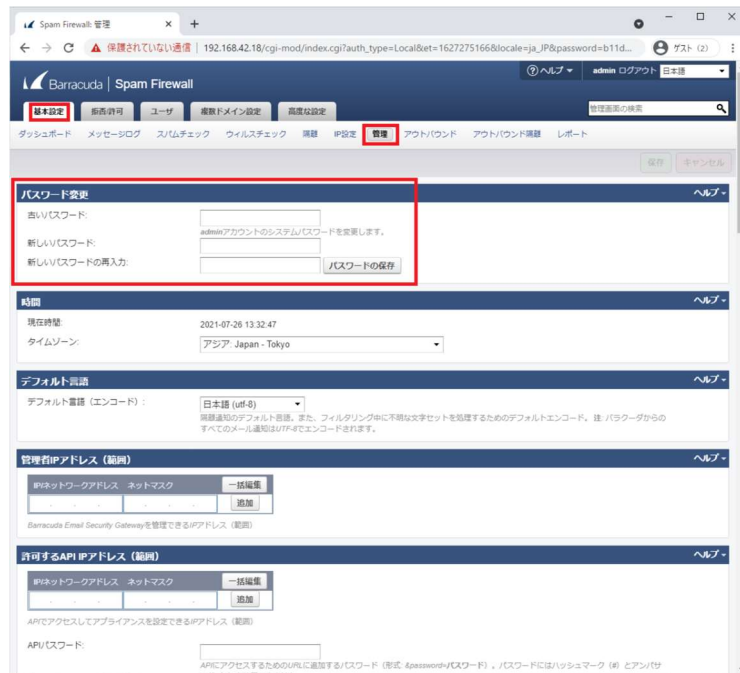 Spam Firewall: 管理
保護されていない通信 | 192.168.42.18/cgi-mod/index.cgi?auth_type=Local&et=1627275166&locale=ja_JP&password=b11d...
ゲスト (2)
Barracuda | Spam Firewall
ヘルプ
admin ログアウト
日本語
基本設定 拒否/許可 ユーザ 複数ドメイン設定 高度な設定
管理画面の検索
ダッシュボード メッセージログ スパムチェック ウィルスチェック 隔離 IP設定 管理 アウトバウンド アウトバウンド隔離 レポート
保存 キャンセル
パスワード変更 ヘルプ
古いパスワード:
adminアカウントのシステムパスワードを変更します。
新しいパスワード:
新しいパスワードの再入力: パスワードの保存
時間 ヘルプ
現在時間: 2021-07-26 13:32:47
タイムゾーン: アジア: Japan - Tokyo
デフォルト言語 ヘルプ
デフォルト言語（エンコード）: 日本語 (utf-8)
隔離通知のデフォルト言語。また、フィルタリング中に不明な文字セットを処理するためのデフォルトエンコード。注: バラクーダからの
すべてのメール通知はUTF-8でエンコードされます。
管理者IPアドレス（範囲） ヘルプ
IP/ネットワークアドレス ネットマスク 一括編集
追加
Barracuda Email Security Gatewayを管理できるIPアドレス（範囲）
許可するAPI IPアドレス（範囲） ヘルプ
IP/ネットワークアドレス ネットマスク 一括編集
追加
APIでアクセスしてアプライアンスを設定できるIPアドレス（範囲）
APIパスワード:
APIにアクセスするためのURLに追加するパスワード（形式: &password=パスワード）。パスワードにはハッシュマーク（#）とアンパサ